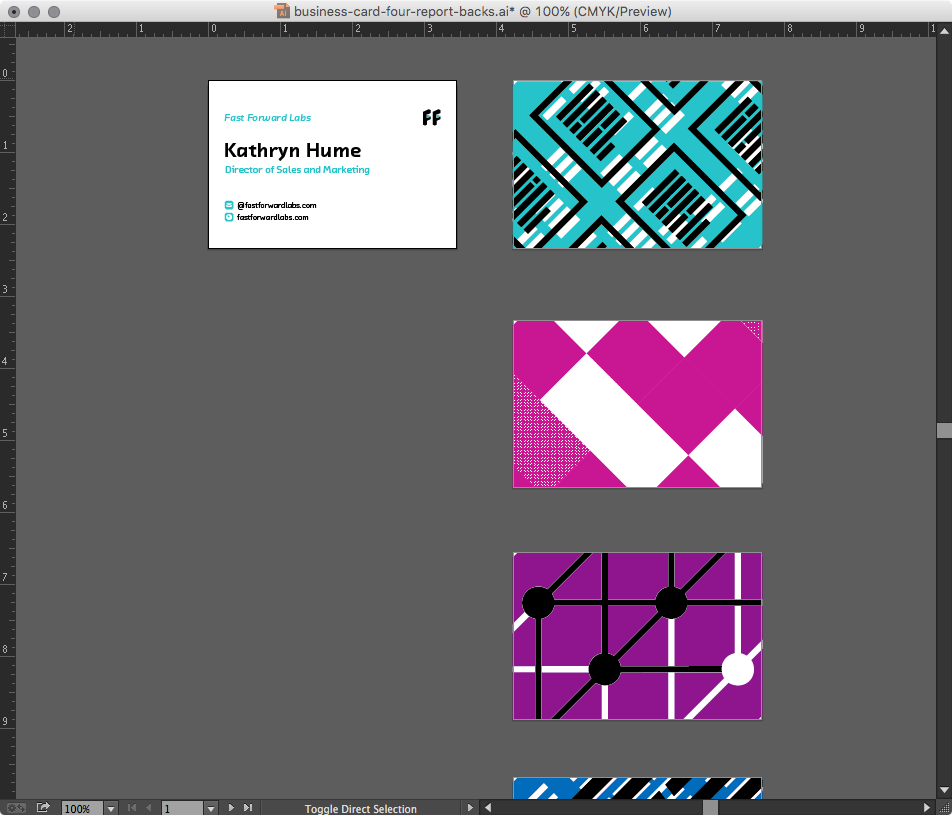 business-card-four-report-backs.ai* @ 100% (CMYK/Preview)
2 1 0 1 2 3 4 5 6 7 8 9 1
0
1
2
3
4
5
6
7
8
9
Fast Forward Labs
FF
Kathryn Hume
Director of Sales and Marketing
@fastforwardlabs.com
fastforwardlabs.com
100% 1 Toggle Direct Selection